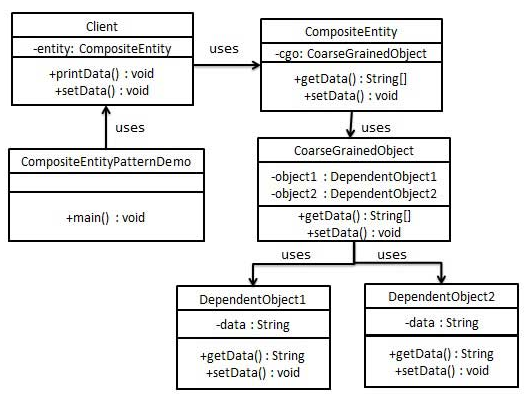 Client
-entity: CompositeEntity
+printData() : void
+setData() : void
uses
CompositeEntity
-cgo: CoarseGrainedObject
+getData() : String[]
+setData() : void
uses
uses
CompositeEntityPatternDemo
+main() : void
CoarseGrainedObject
-object1 : DependentObject1
-object2 : DependentObject2
+getData() : String[]
+setData() : void
uses
uses
DependentObject1
-data : String
+getData() : String
+setData() : void
DependentObject2
-data : String
+getData() : String
+setData() : void